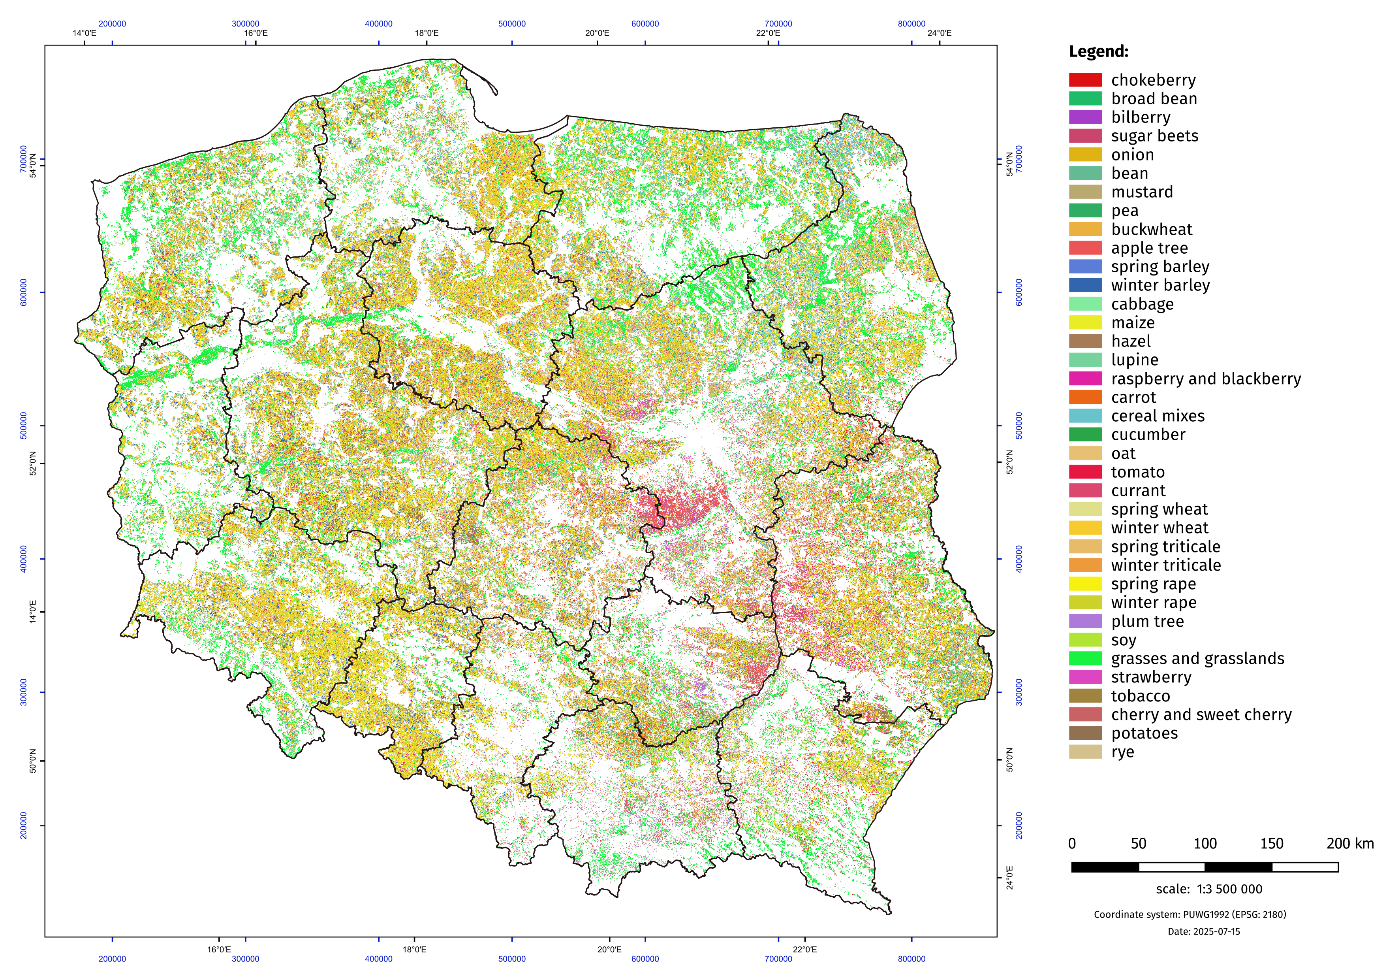 200000 300000 400000 500000 600000 700000 800000
14°0'E 16°0'E 18°0'E 20°0'E 22°0'E 24°0'E
700000
54°0'N
600000
500000
52°0'N
400000
14°0'E
300000
50°0'N
200000
700000
54°0'N
600000
500000
52°0'N
400000
300000
50°0'N
200000
24°0'E
16°0'E 18°0'E 20°0'E 22°0'E
200000 300000 400000 500000 600000 700000 800000
Legend:
chokeberry
broad bean
bilberry
sugar beets
onion
bean
mustard
pea
buckwheat
apple tree
spring barley
winter barley
cabbage
maize
hazel
lupine
raspberry and blackberry
carrot
cereal mixes
cucumber
oat
tomato
currant
spring wheat
winter wheat
spring triticale
winter triticale
spring rape
winter rape
plum tree
soy
grasses and grasslands
strawberry
tobacco
cherry and sweet cherry
potatoes
rye
0 50 100 150 200 km
scale: 1:3 500 000
Coordinate system: PUWG1992 (EPSG: 2180)
Date: 2025-07-15